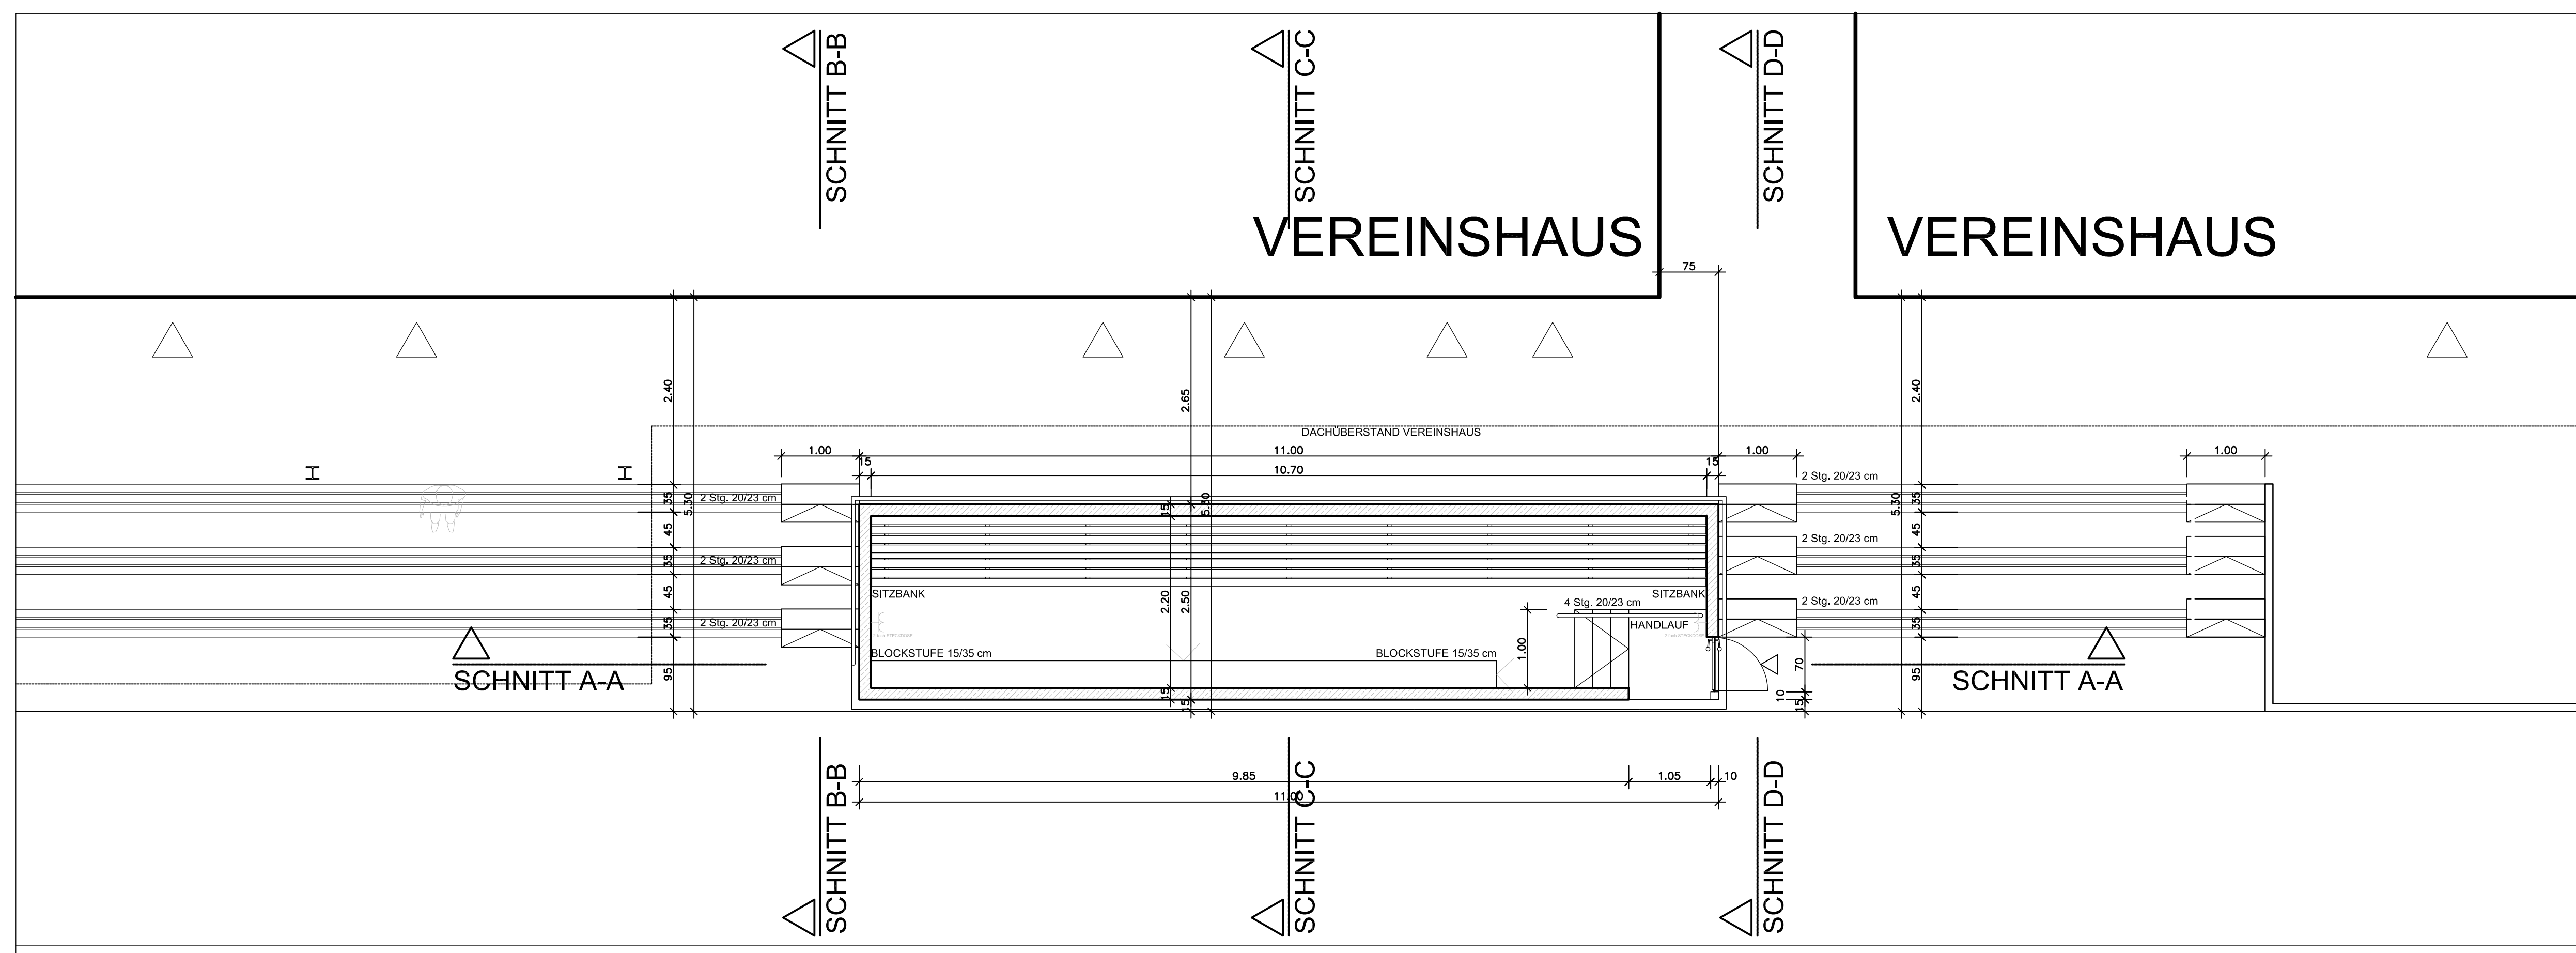 SCHNITT B-B
SCHNITT C-C
SCHNITT D-D
VEREINSHAUS
VEREINSHAUS
75
2.40
2.65
2.40
DACHÜBERSTAND VEREINSHAUS
1.00
11.00
1.00
1.00
15
10.70
15
H
H
2 Stg. 20/23 cm
2 Stg. 20/23 cm
35
5.30
15
5.30
5.30
35
45
45
2 Stg. 20/23 cm
2 Stg. 20/23 cm
35
35
45
2.20
2.50
45
SITZBANK
SITZBANK
4 Stg. 20/23 cm
2 Stg. 20/23 cm
2 Stg. 20/23 cm
35
HANDLAUF
35
BLOCKSTUFE 15/35 cm
BLOCKSTUFE 15/35 cm
1.00
70
95
95
SCHNITT A-A
SCHNITT A-A
15
15
10
15
9.85
1.05
10
11.00
SCHNITT B-B
SCHNITT C-C
SCHNITT D-D